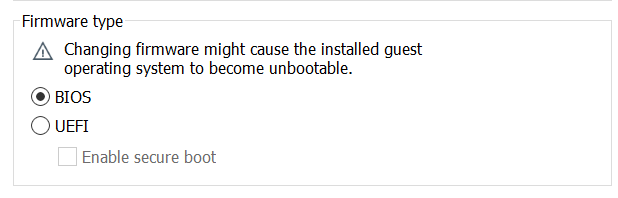 Firmware type
Changing firmware might cause the installed guest
operating system to become unbootable.
BIOS
UEFI
Enable secure boot